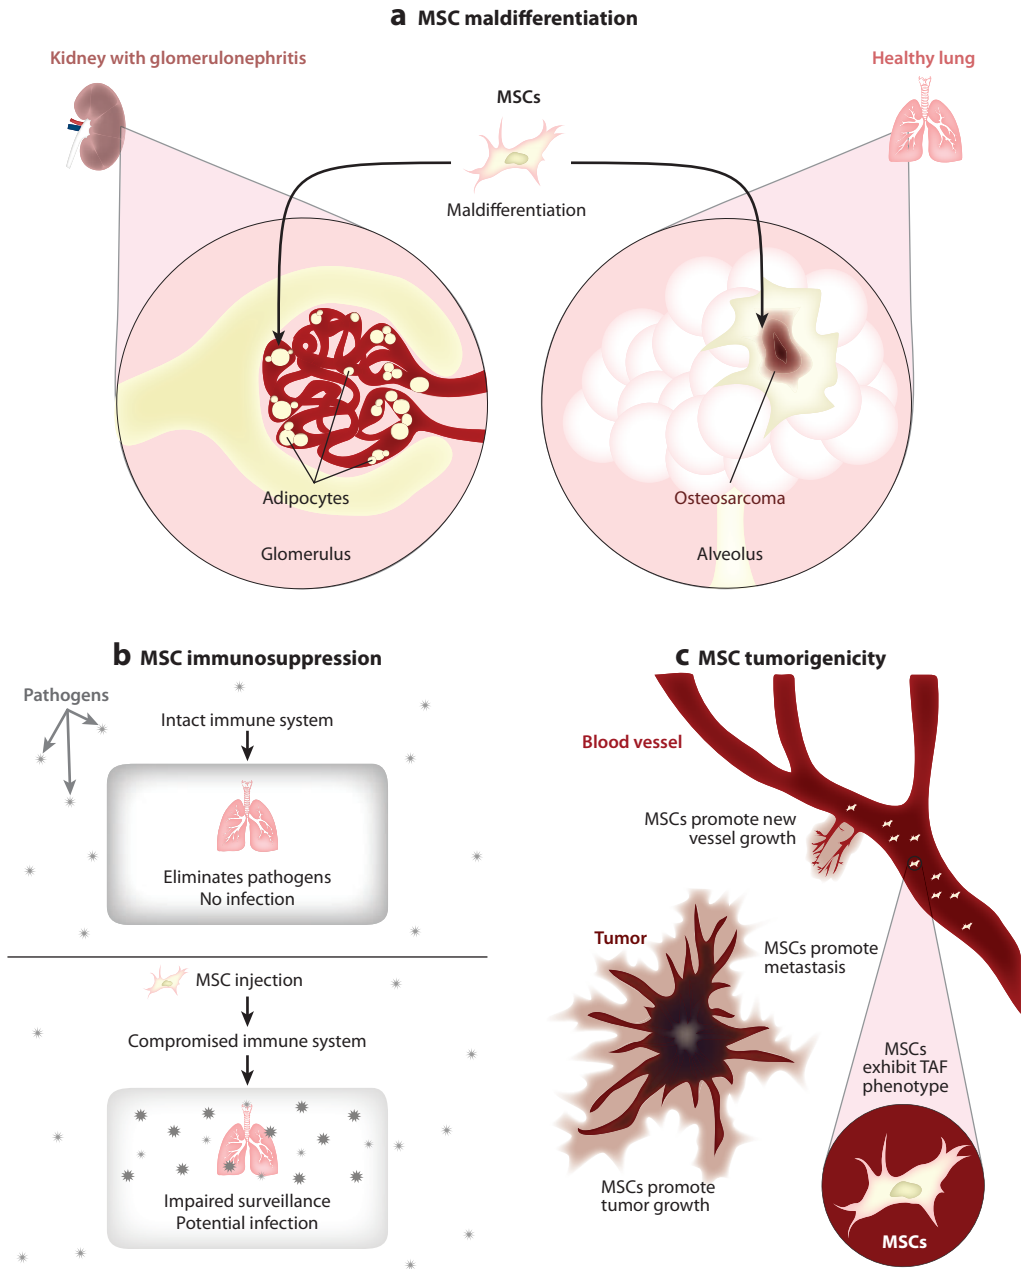 a MSC maldifferentiation
Kidney with glomerulonephritis
Healthy lung
MSCs
Maldifferentiation
Adipocytes
Glomerulus
Osteosarcoma
Alveolus
b MSC immunosuppression
Pathogens
Intact immune system
Eliminates pathogens
No infection
MSC injection
Compromised immune system
Impaired surveillance
Potential infection
c MSC tumorigenicity
Blood vessel
MSCs promote new
vessel growth
Tumor
MSCs promote
metastasis
MSCs
exhibit TAF
phenotype
MSCs promote
tumor growth
MSCs